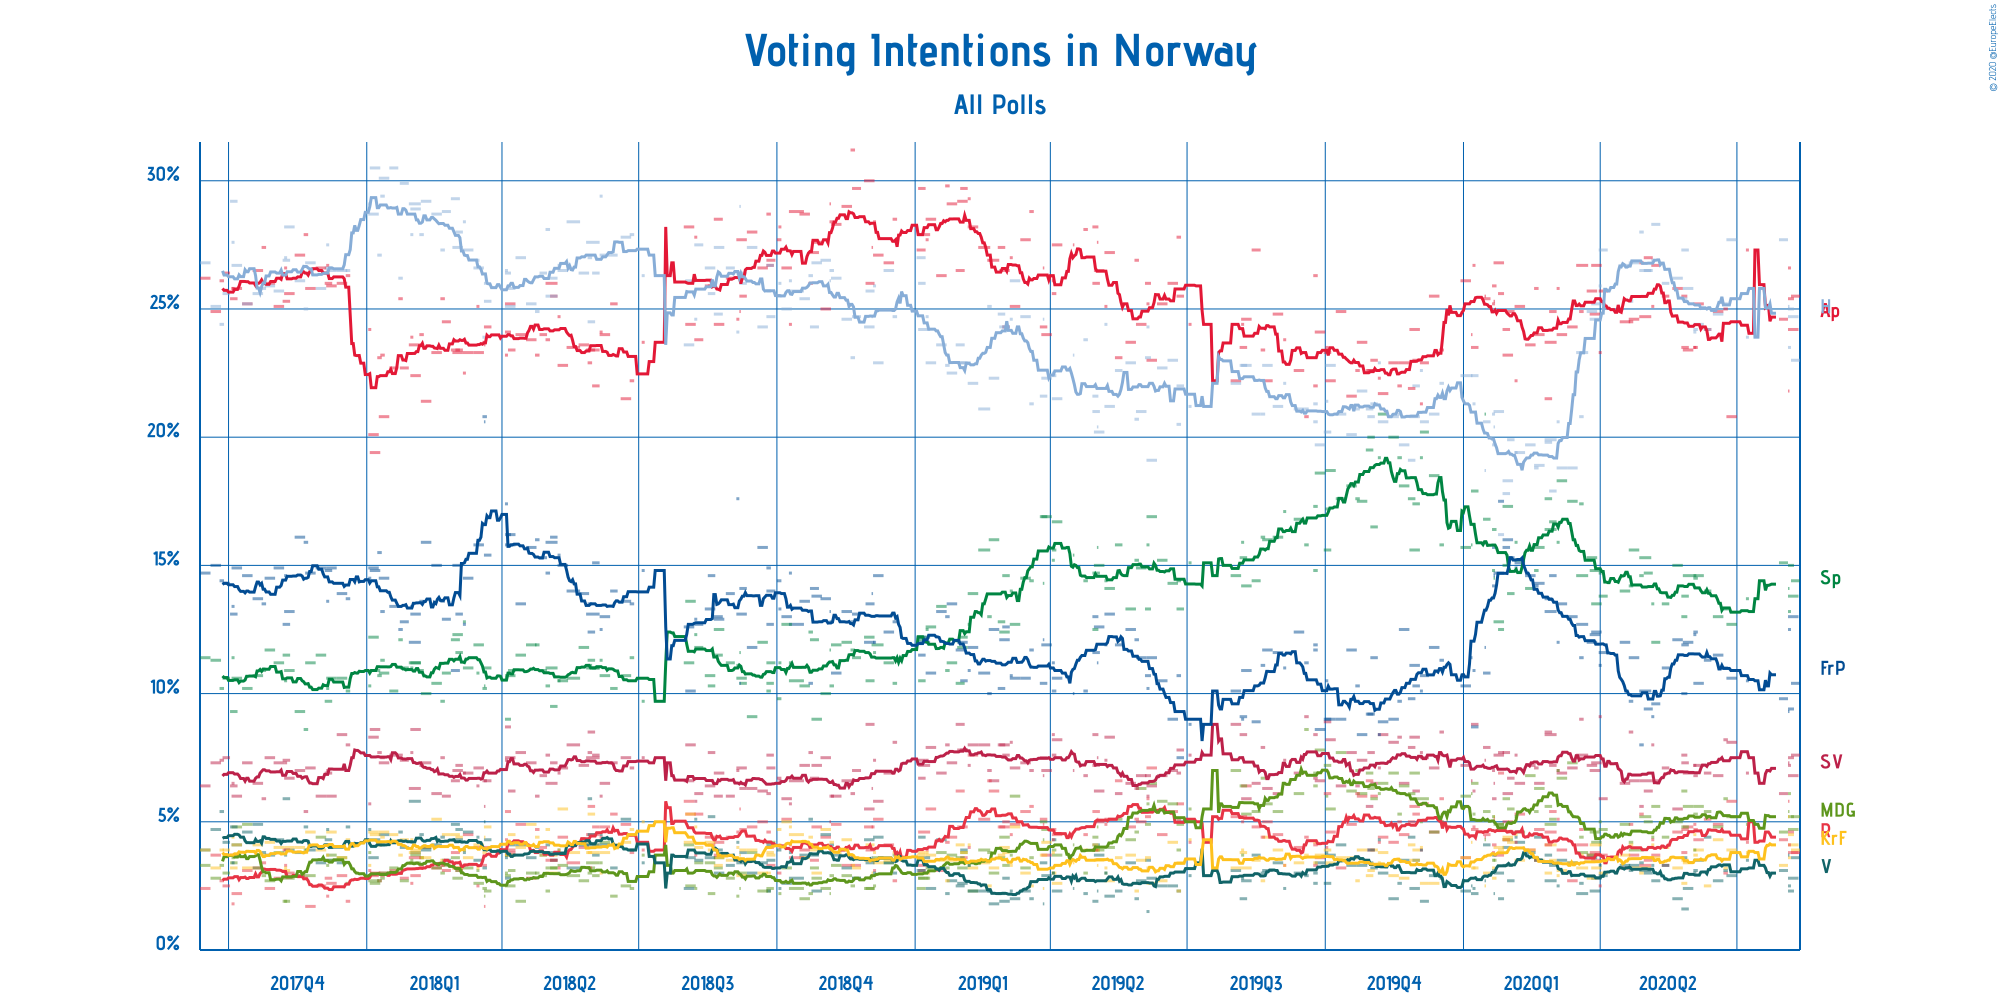 Voting Intentions in Norway
All Polls
© 2020 @EuropeElects
30%
25%
20%
15%
10%
5%
0%
H
Ap
Sp
FrP
SV
MDG
R
KrF
V
2017Q4 2018Q1 2018Q2 2018Q3 2018Q4 2019Q1 2019Q2 2019Q3 2019Q4 2020Q1 2020Q2